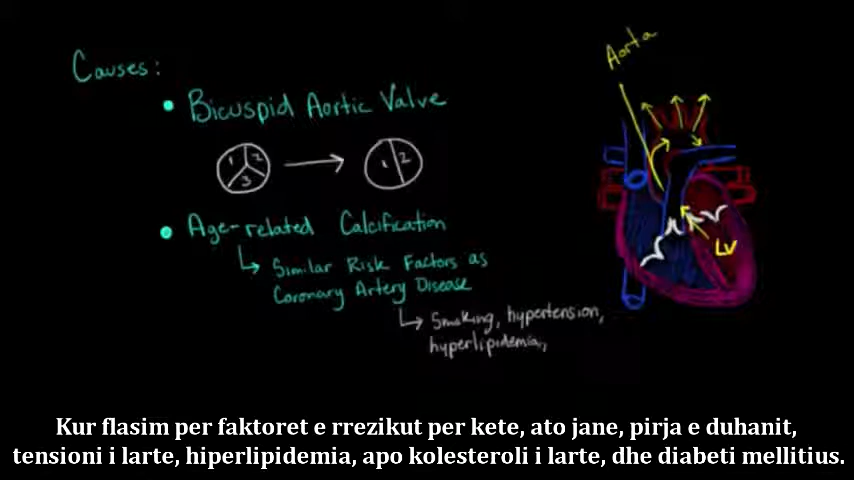 Causes:
Aorta
• Bicuspid Aortic Valve
1 2 3
1 2
• Age-related Calcification
Similar Risk Factors as
Coronary Artery Disease
LV
Smoking, hypertension,
hyperlipidemia,
Kur flasim per faktoret e rrezikut per kete, ato jane, pirja e duhanit,
tensioni i larte, hiperlipidemia, apo kolesteroli i larte, dhe diabeti mellitius.